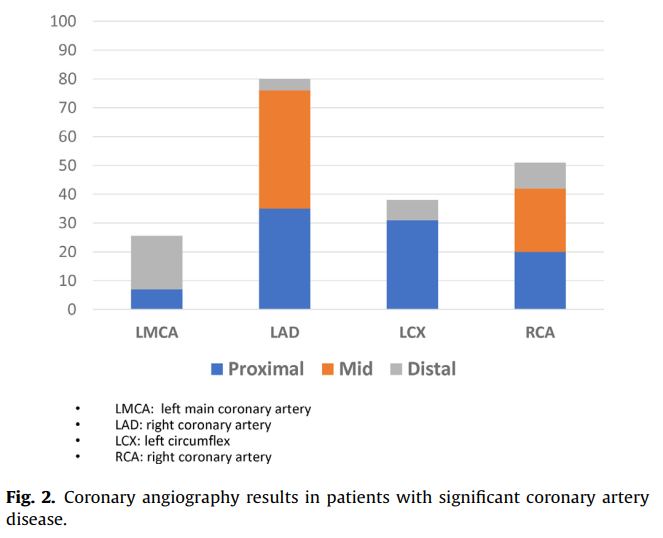 100
90
80
70
60
50
40
30
20
10
0
LMCA LAD LCX RCA
Proximal Mid Distal
• LMCA: left main coronary artery
• LAD: right coronary artery
• LCX: left circumflex
• RCA: right coronary artery
Fig. 2. Coronary angiography results in patients with significant coronary artery
disease.